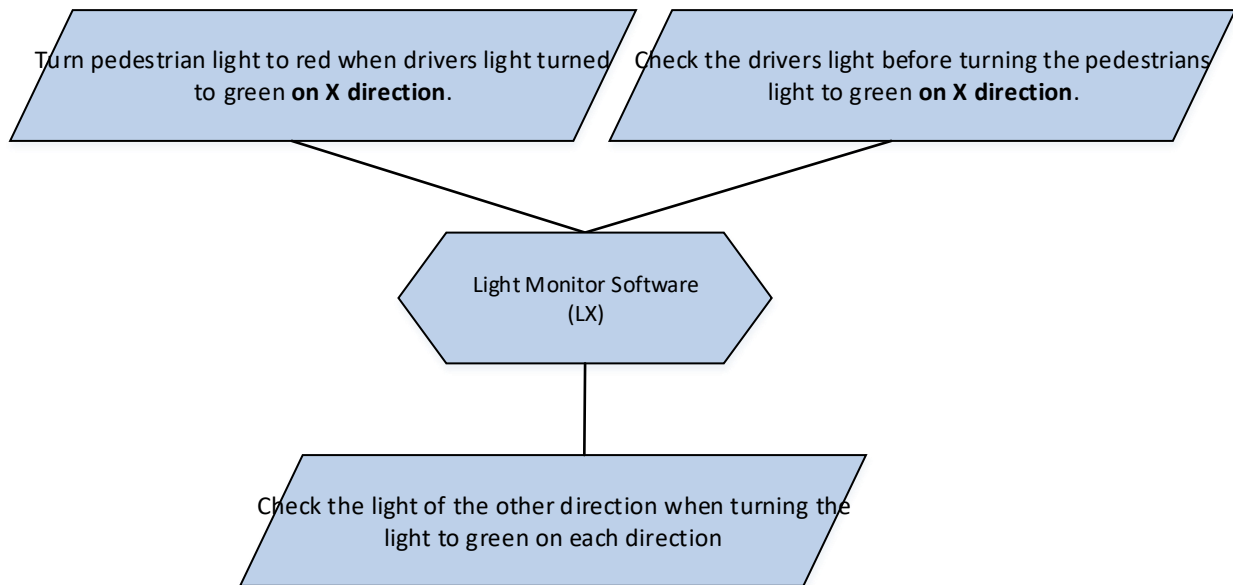 Turn pedestrian light to red when drivers light turned
to green on X direction.
Check the drivers light before turning the pedestrians
light to green on X direction.
Light Monitor Software
(LX)
Check the light of the other direction when turning the
light to green on each direction